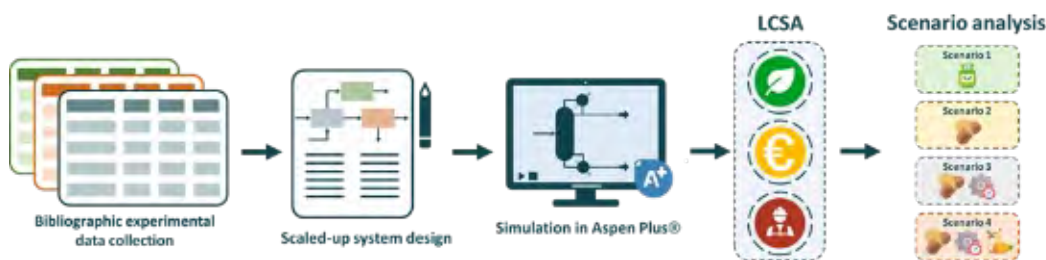 LCSA
Scenario analysis
Scenario 1
Scenario 2
Scenario 3
Scenario 4
A+
€
Bibliographic experimental
data collection
Scaled-up system design
Simulation in Aspen Plus®